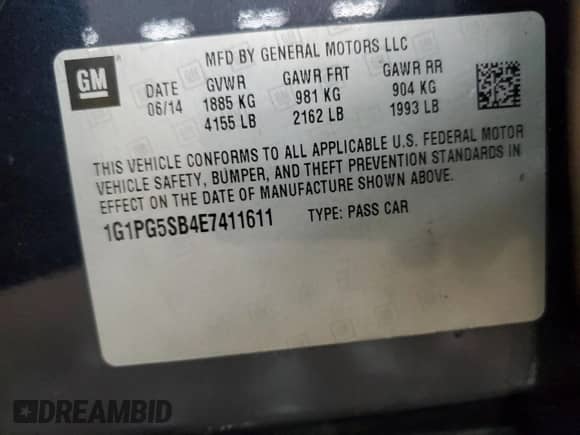 GM
MFD BY GENERAL MOTORS LLC
DATE GVWR GAWR FRT GAWR RR
06/14 1885 KG 981 KG 904 KG
4155 LB 2162 LB 1993 LB
THIS VEHICLE CONFORMS TO ALL APPLICABLE U.S. FEDERAL MOTOR
VEHICLE SAFETY, BUMPER, AND THEFT PREVENTION STANDARDS IN
EFFECT ON THE DATE OF MANUFACTURE SHOWN ABOVE.
1G1PG5SB4E7411611 TYPE: PASS CAR
DREAMBID